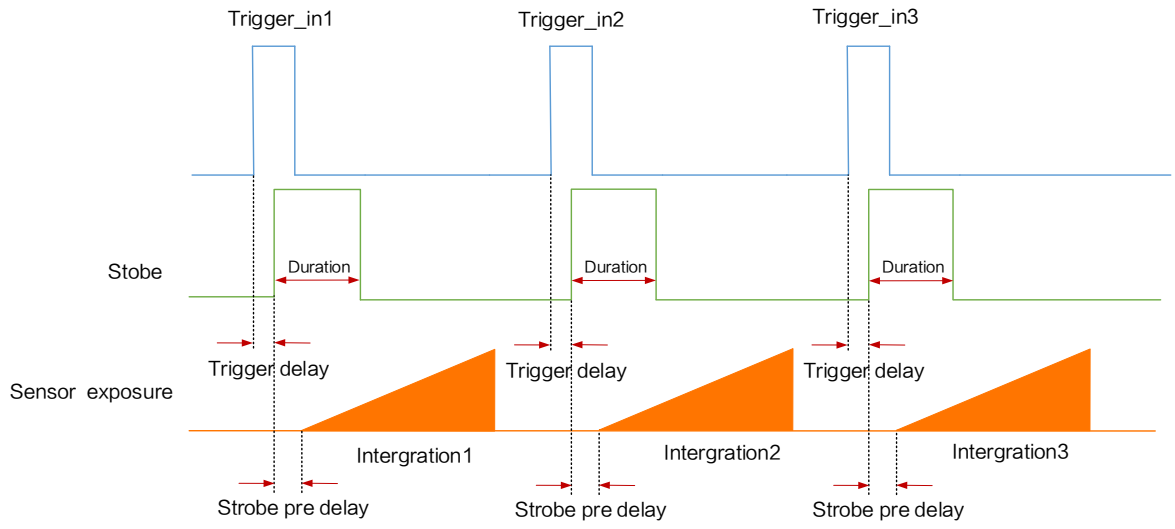 Trigger_in1
Trigger_in2
Trigger_in3
Stobe
Duration
Duration
Duration
Trigger delay
Trigger delay
Trigger delay
Sensor exposure
Intergration1
Intergration2
Intergration3
Strobe pre delay
Strobe pre delay
Strobe pre delay